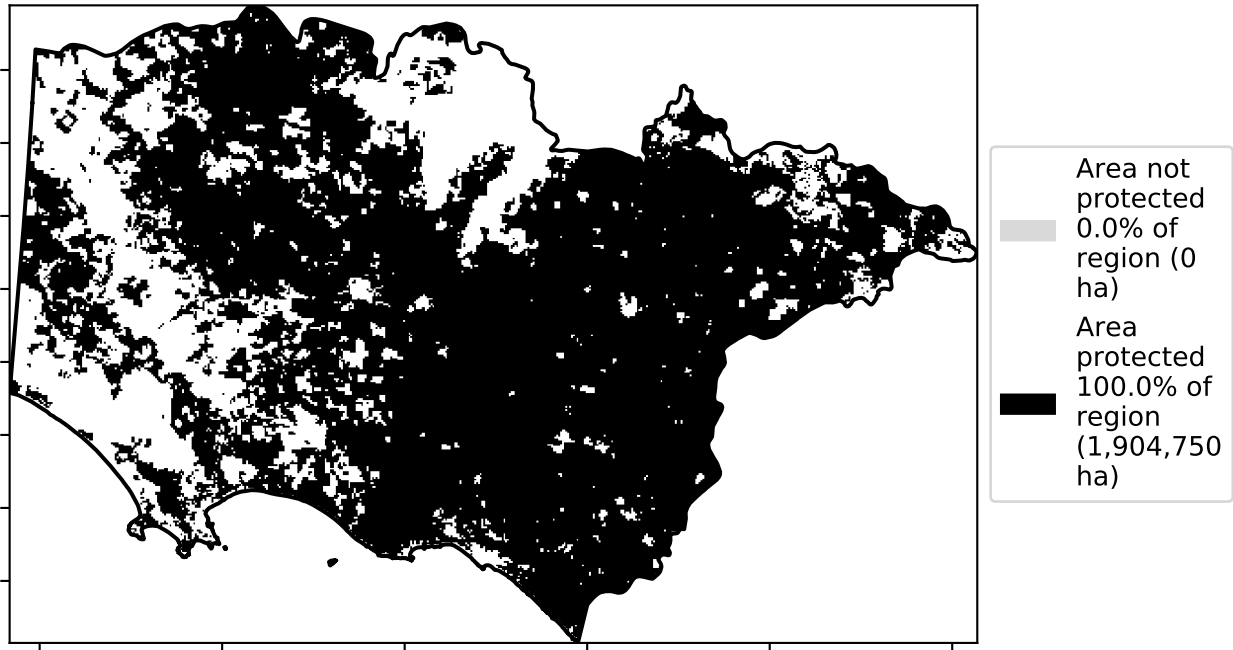 Area not
protected
0.0% of
region (0
ha)
Area
protected
100.0% of
region
(1,904,750
ha)